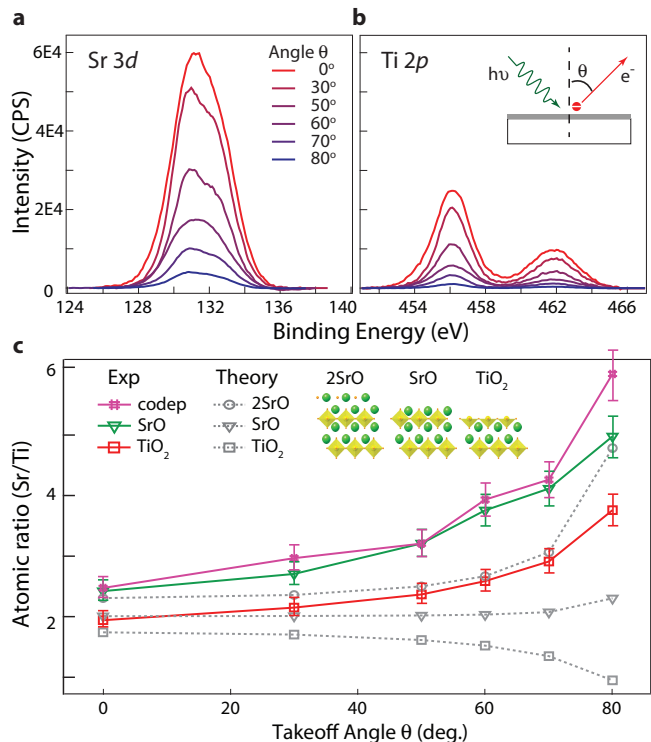 a
Sr 3d
Angle θ
0°
30°
50°
60°
70°
80°
6E4
4E4
2E4
0
Intensity (CPS)
124
128
132
136
140
b
Ti 2p
hυ
θ
e-
454
458
462
466
Binding Energy (eV)
c
Exp
codep
SrO
TiO₂
Theory
2SrO
SrO
TiO₂
2SrO
SrO
TiO₂
6
4
2
Atomic ratio (Sr/Ti)
0
20
40
60
80
Takeoff Angle θ (deg.)